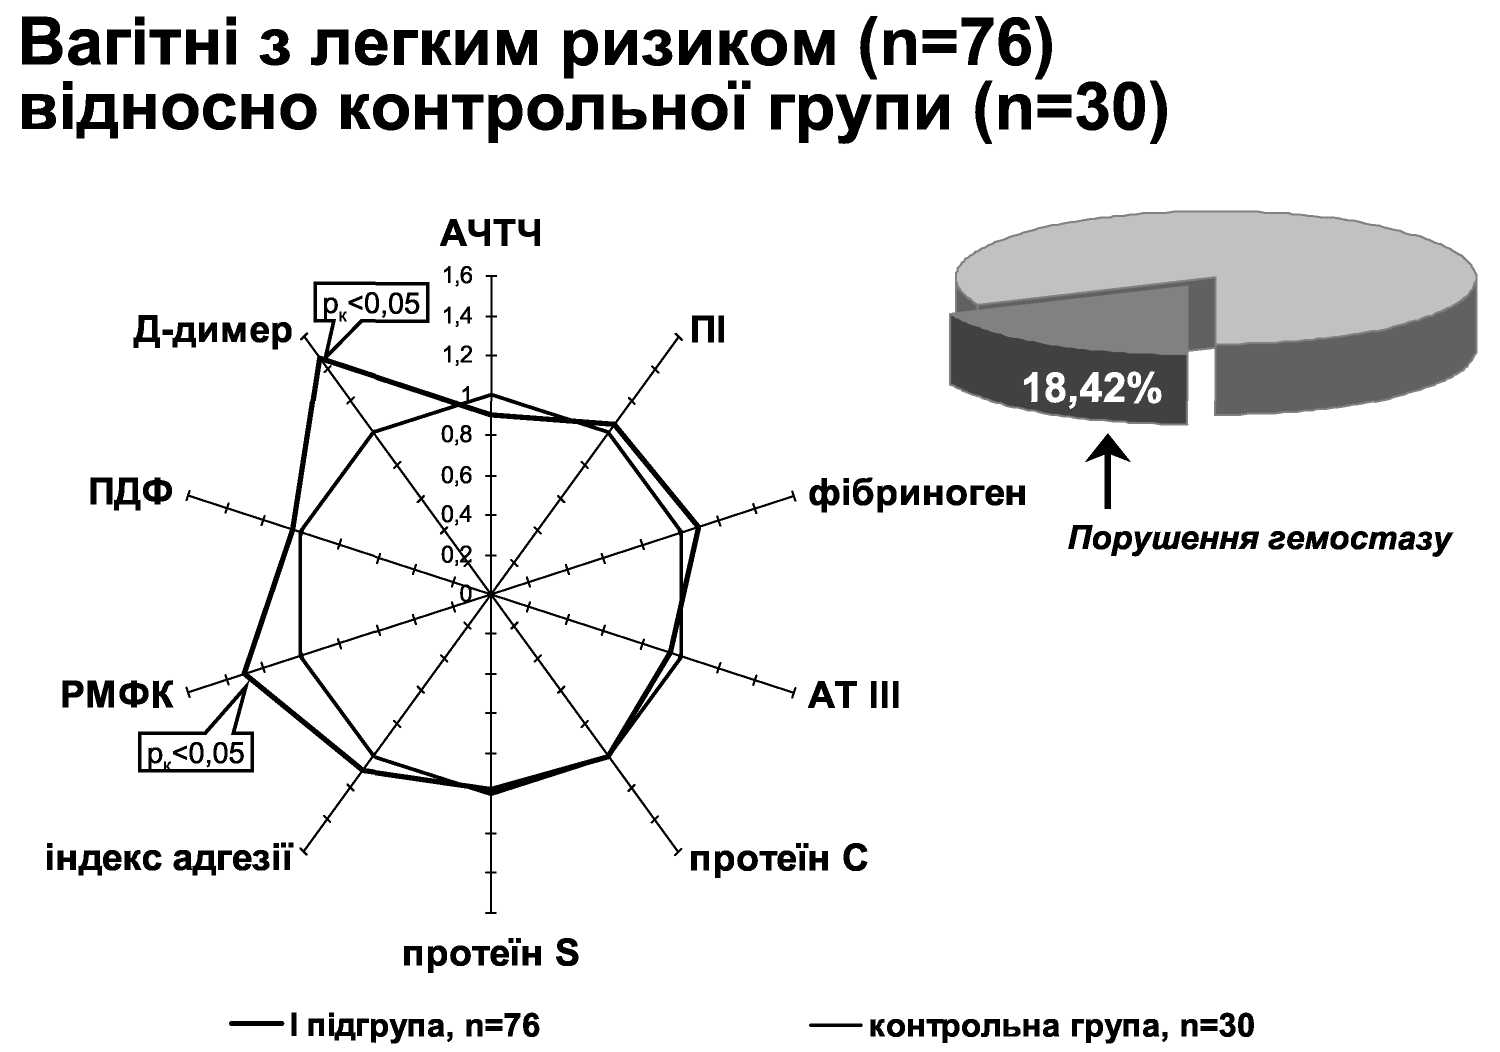 Вагітні з легким ризиком (n=76)
відносно контрольної групи (n=30)
АЧТЧ
1,6
1,4
1,2
1
0,8
0,6
0,4
0,2
0
pк<0,05
Д-димер
ПІ
ПДФ
фібриноген
РМФК
АТ III
pк<0,05
індекс адгезії
протеїн C
протеїн S
18,42%
Порушення гемостазу
І підгрупа, n=76
контрольна група, n=30